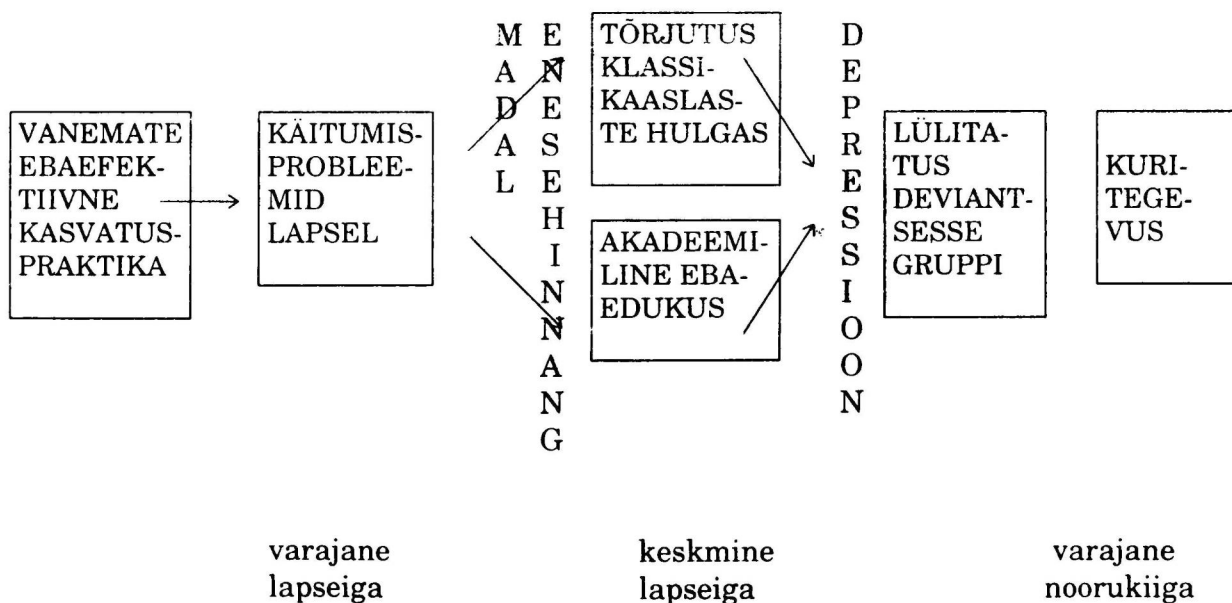 VANEMATE
EBAEFEK-
TIIVNE
KASVATUS-
PRAKTIKA
KÄITUMIS-
PROBLEE-
MID
LAPSEL
MADAL
ENESEHINNANG
TÕRJUTUS
KLASSI-
KAASLAS-
TE HULGAS
AKADEEMI-
LINE EBA-
EDUKUS
DEPRESSIOON
LÜLITA-
TUS
DEVIANT-
SESSE
GRUPPI
KURI-
TEGE-
VUS
varajane
lapseiga
keskmine
lapseiga
varajane
noorukiiga